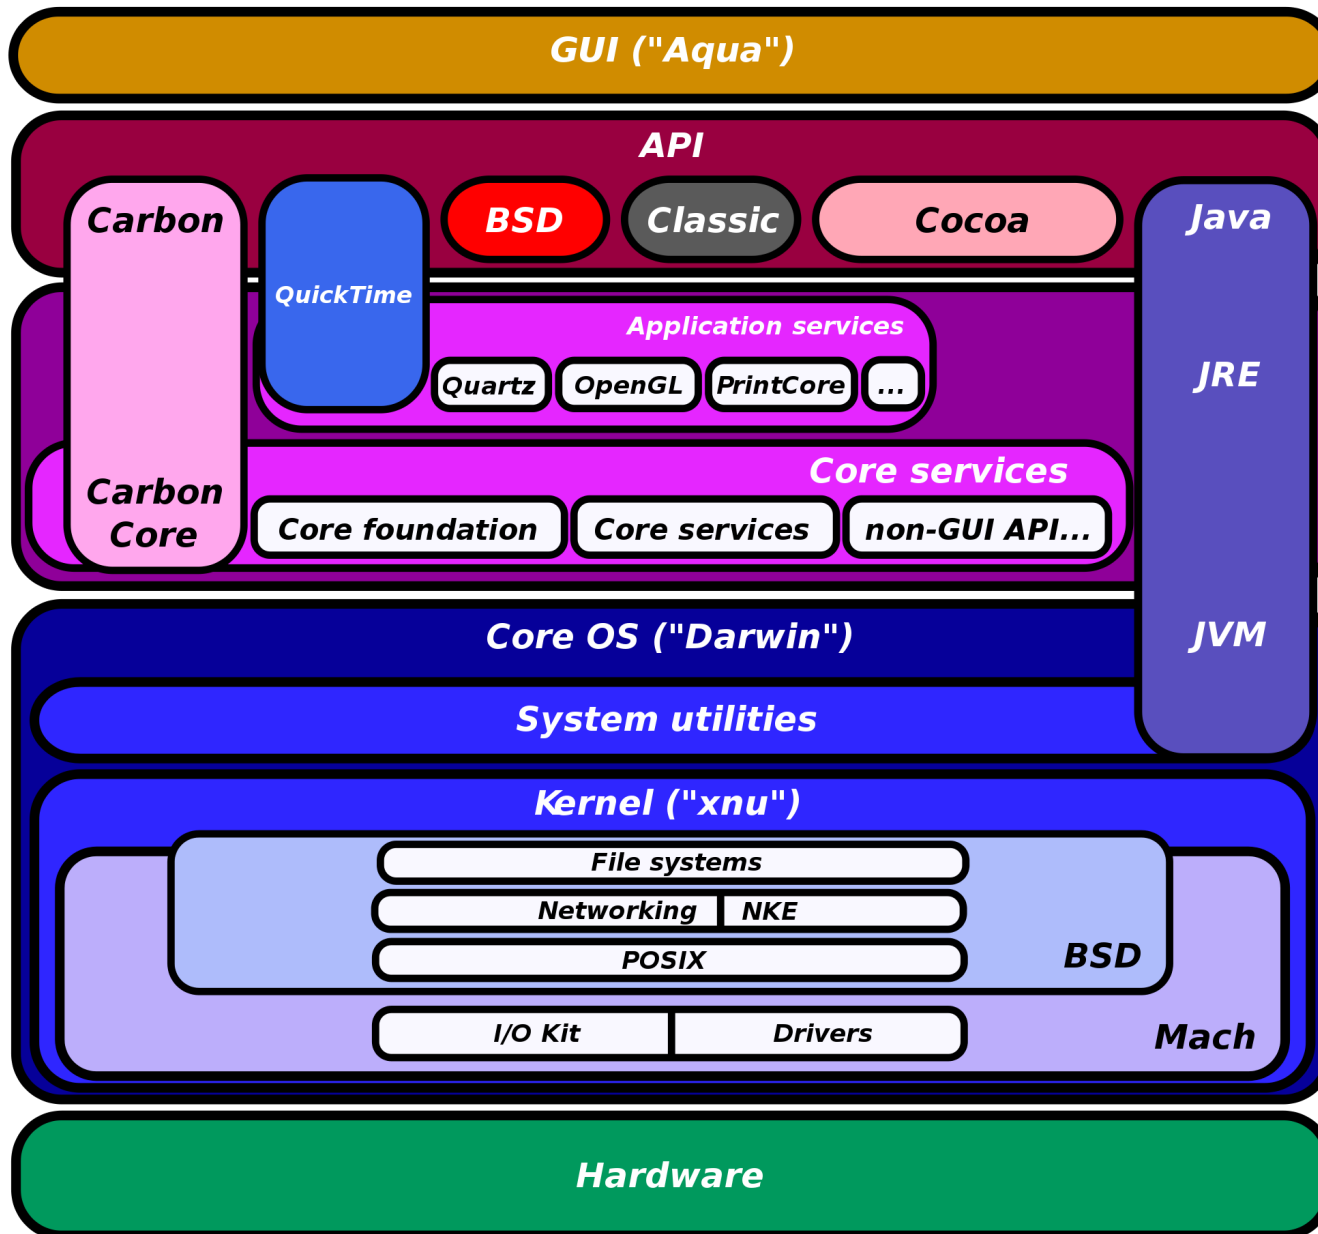 GUI ("Aqua")
API
Carbon
QuickTime
BSD
Classic
Cocoa
Java
Application services
Quartz
OpenGL
PrintCore
...
JRE
Core services
Carbon
Core
Core foundation
Core services
non-GUI API...
Core OS ("Darwin")
JVM
System utilities
Kernel ("xnu")
File systems
Networking
NKE
POSIX
BSD
I/O Kit
Drivers
Mach
Hardware